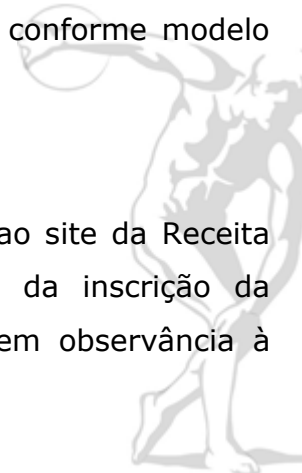 conforme modelo
ao site da Receita
da inscrição da
em observância à